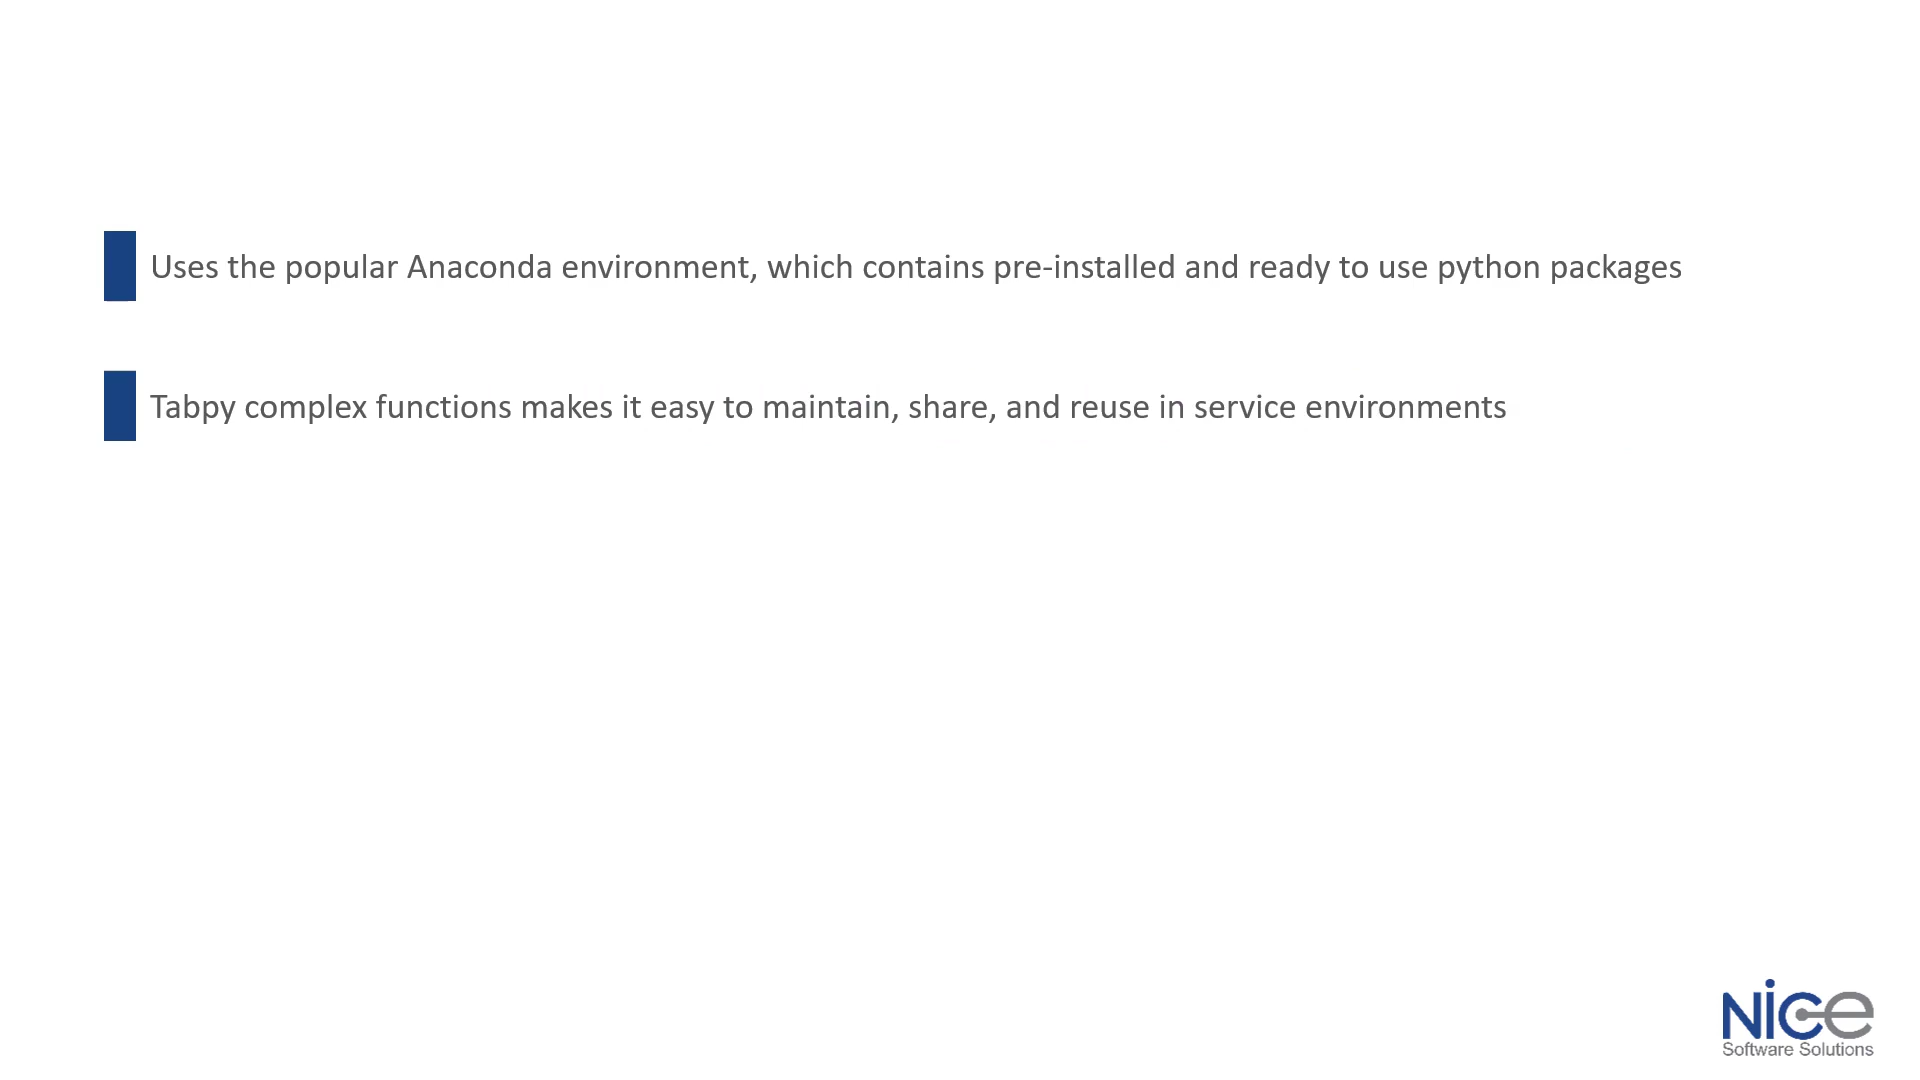 Uses the popular Anaconda environment, which contains pre-installed and ready to use python packages
Tabpy complex functions makes it easy to maintain, share, and reuse in service environments
Nice
Software Solutions